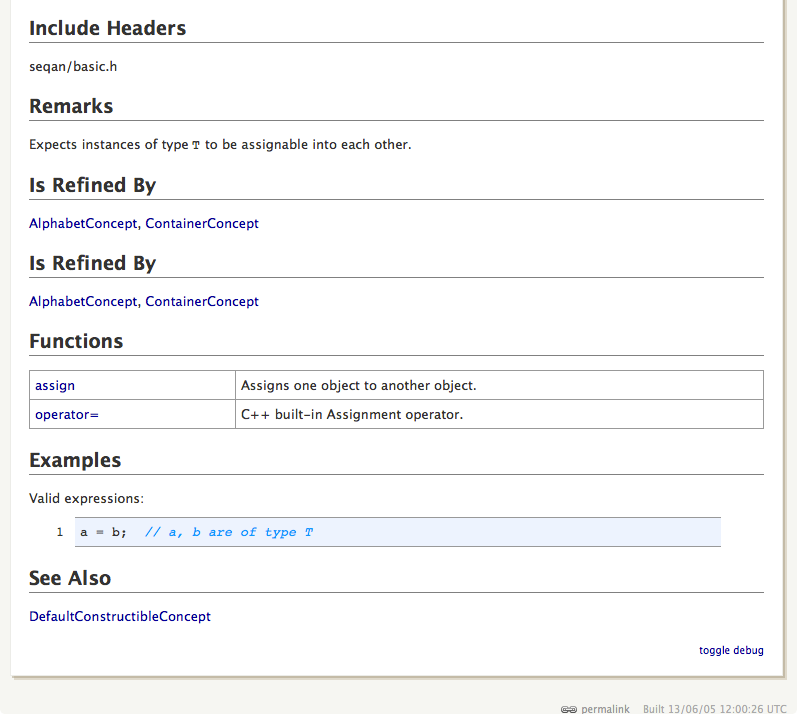 Include Headers
seqan/basic.h
Remarks
Expects instances of type T to be assignable into each other.
Is Refined By
AlphabetConcept, ContainerConcept
Is Refined By
AlphabetConcept, ContainerConcept
Functions
assign Assigns one object to another object.
operator= C++ built-in Assignment operator.
Examples
Valid expressions:
1 a = b; // a, b are of type T
See Also
DefaultConstructibleConcept
toggle debug
permalink Built 13/06/05 12:00:26 UTC